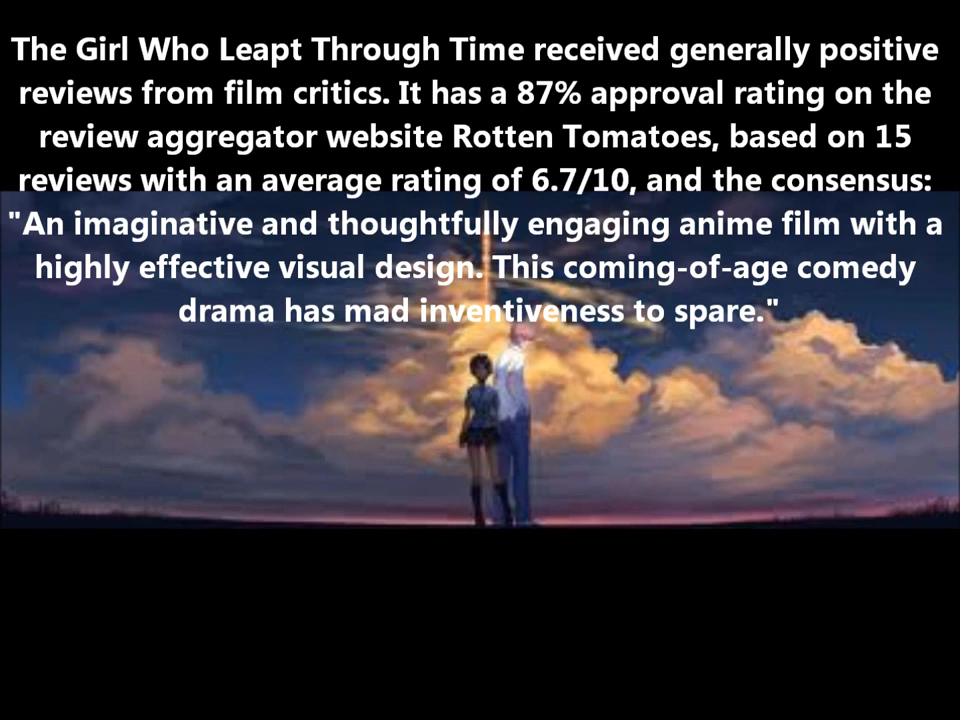 The Girl Who Leapt Through Time received generally positive
reviews from film critics. It has a 87% approval rating on the
review aggregator website Rotten Tomatoes, based on 15
reviews with an average rating of 6.7/10, and the consensus:
"An imaginative and thoughtfully engaging anime film with a
highly effective visual design. This coming-of-age comedy
drama has mad inventiveness to spare."